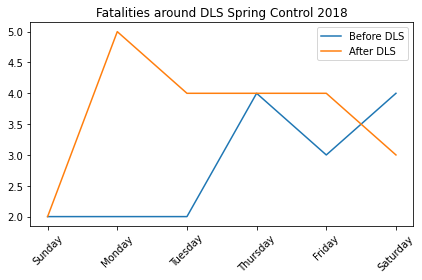 Fatalities around DLS Spring Control 2018
Before DLS
After DLS
5.0
4.5
4.0
3.5
3.0
2.5
2.0
Sunday
Monday
Tuesday
Thursday
Friday
Saturday